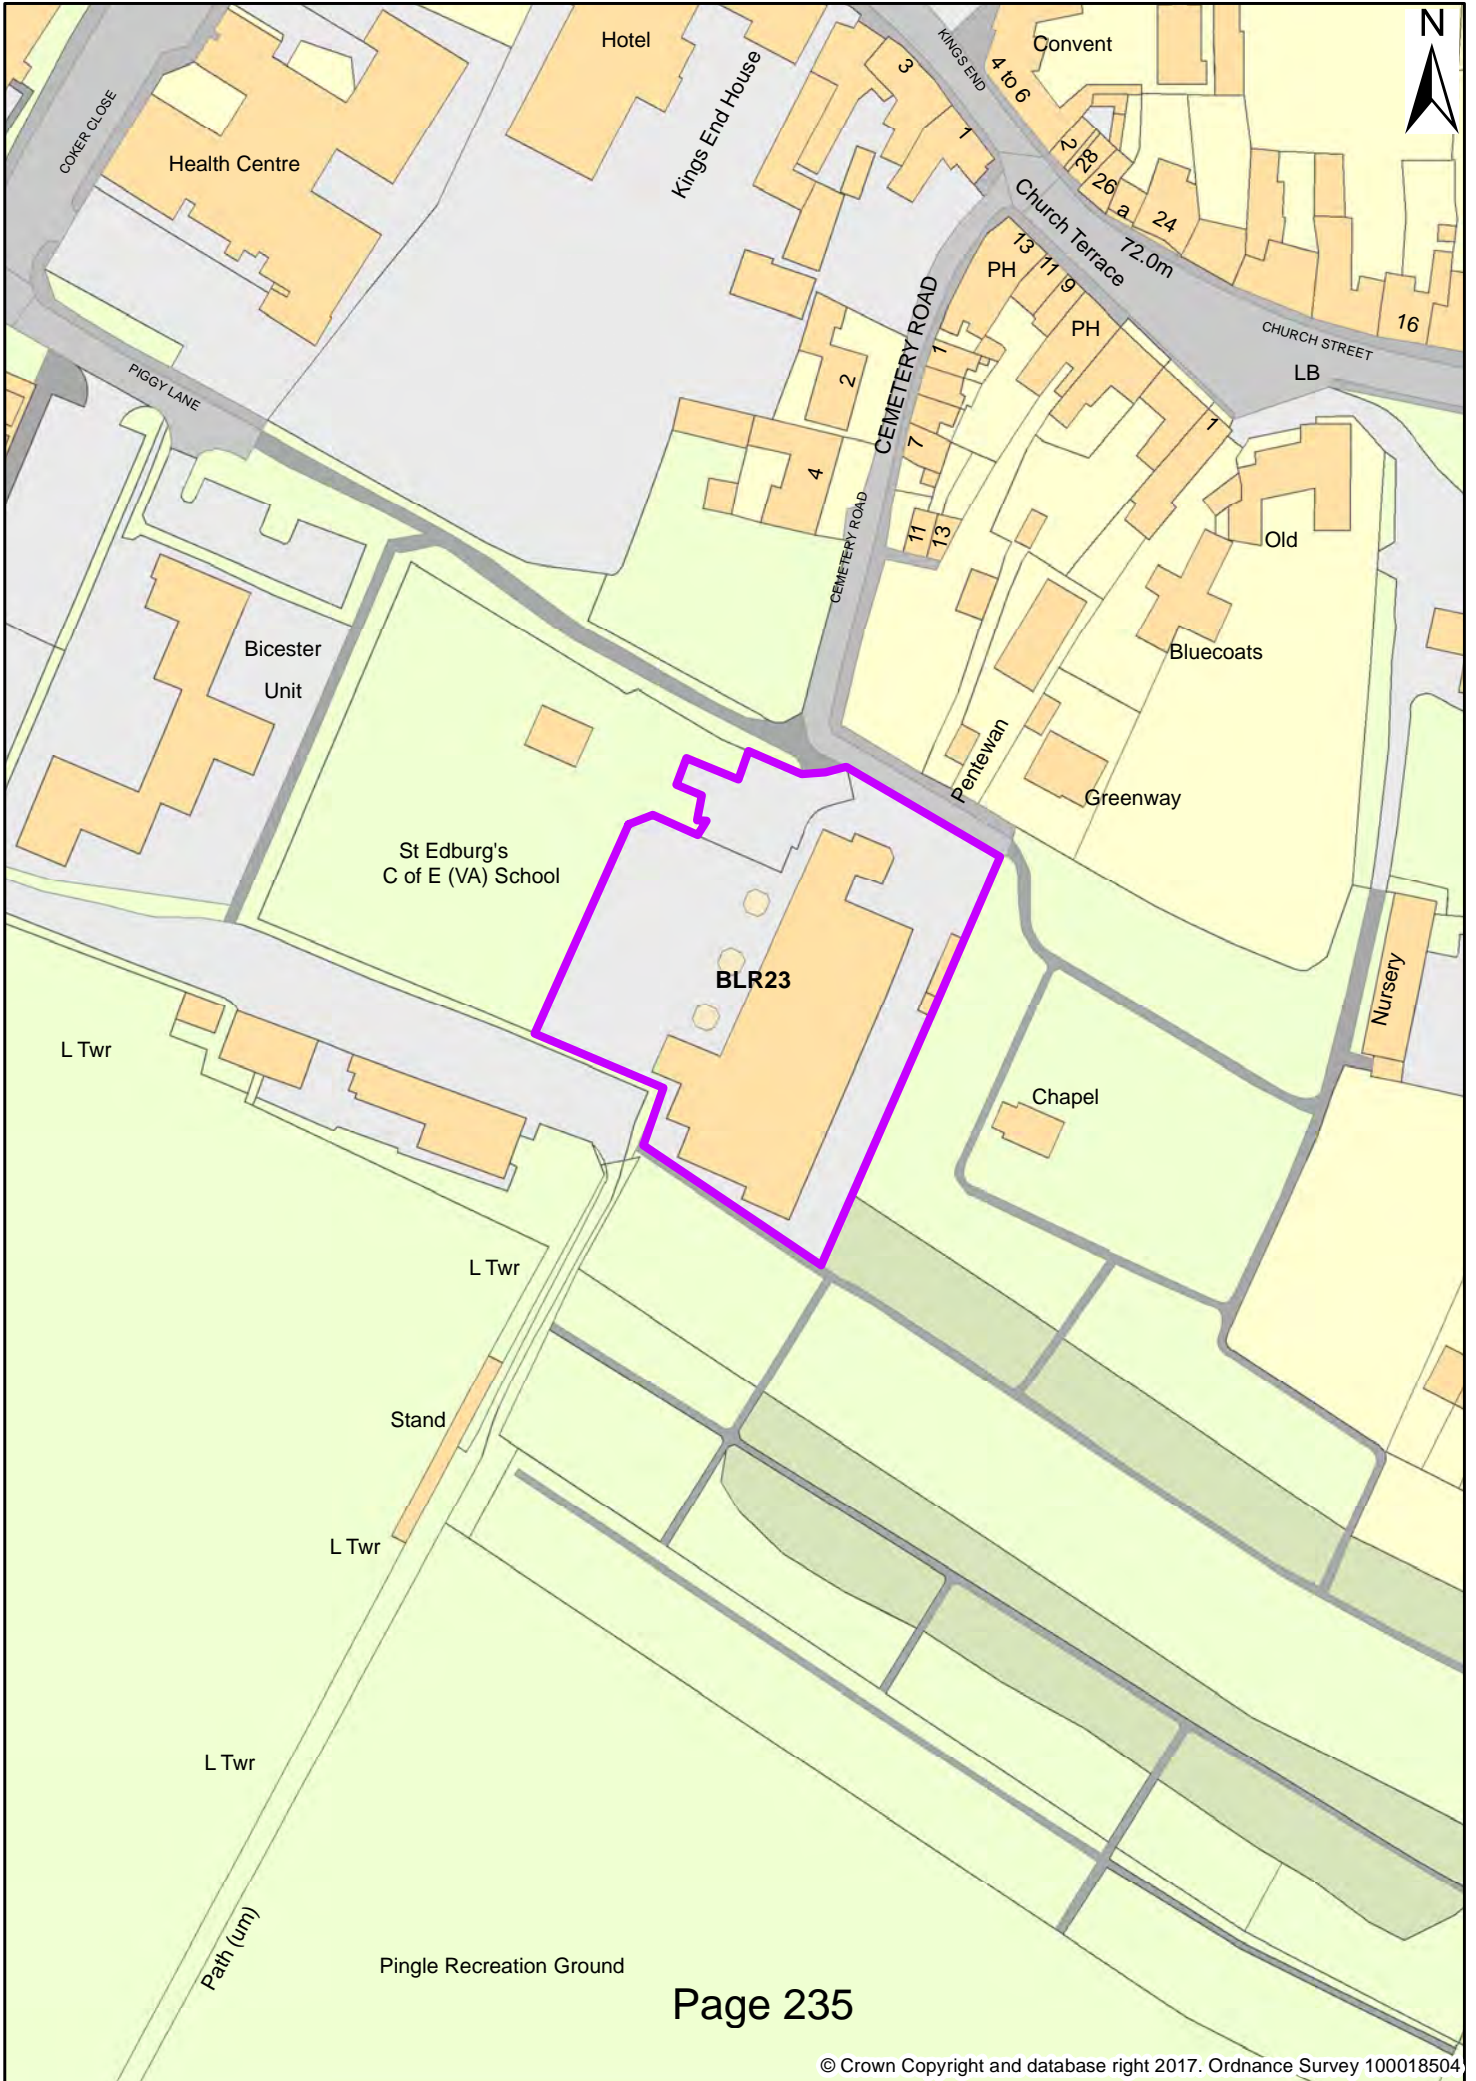 N
Hotel
Convent
KINGS END
4 to 6
3
Kings End House
COKER CLOSE
Health Centre
1
2
28
26
a
24
Church Terrace
72.0m
13
11
9
PH
PH
CHURCH STREET
16
LB
CEMETERY ROAD
1
2
PIGGY LANE
7
1
4
11
13
Old
CEMETERY ROAD
Bicester
Unit
Bluecoats
Pentewan
Greenway
St Edburg's
C of E (VA) School
BLR23
Nursery
L Twr
Chapel
L Twr
Stand
L Twr
L Twr
Path (um)
Pingle Recreation Ground
Page 235
© Crown Copyright and database right 2017. Ordnance Survey 100018504